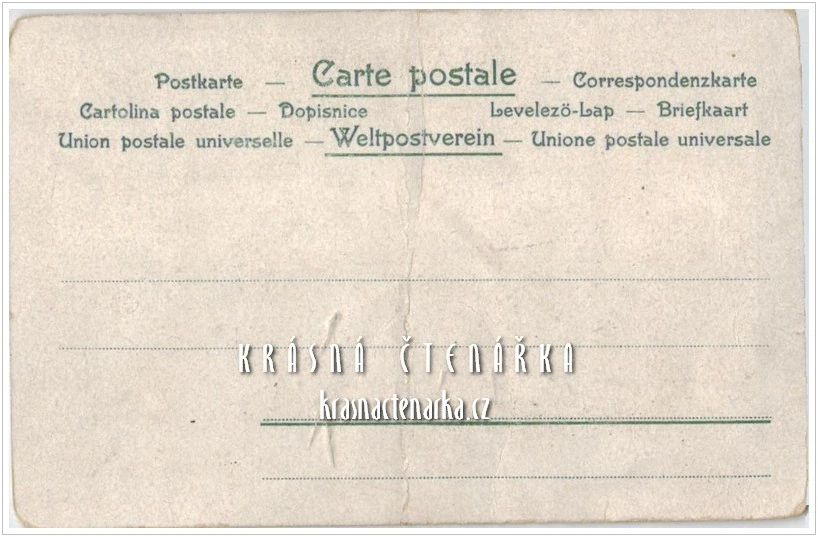 Postkarte — Carte postale — Correspondenzkarte
Cartolina postale — Dopisnice Levelezö-Lap — Briefkaart
Union postale universelle — Weltpostverein — Unione postale universale
KRÁSNÁ ČTENÁŘKA
krasnactenarka.cz